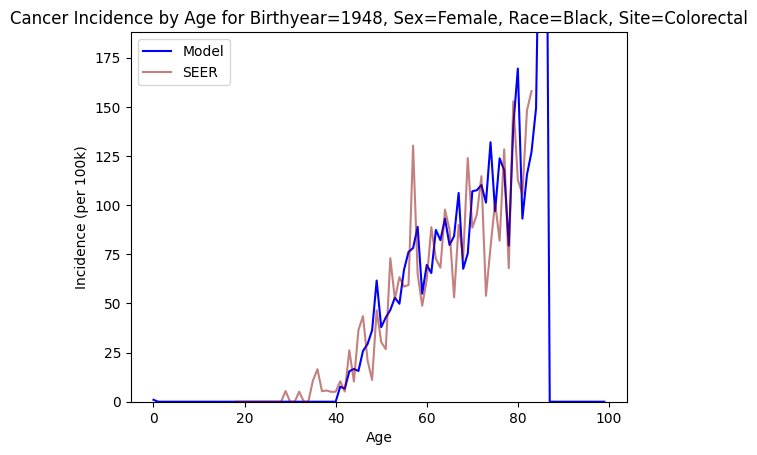 Cancer Incidence by Age for Birthyear=1948, Sex=Female, Race=Black, Site=Colorectal
Model
SEER
Incidence (per 100k)
175
150
125
100
75
50
25
0
0 20 40 60 80 100
Age